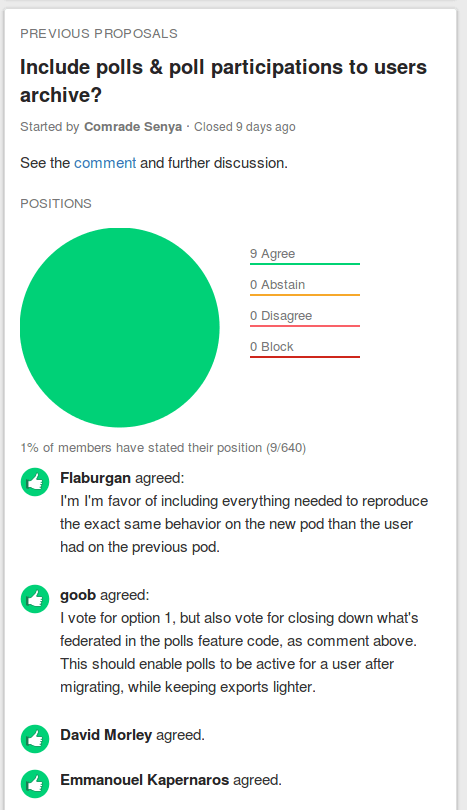 PREVIOUS PROPOSALS
Include polls & poll participations to users
archive?
Started by Comrade Senya · Closed 9 days ago
See the comment and further discussion.
POSITIONS
9 Agree
0 Abstain
0 Disagree
0 Block
1% of members have stated their position (9/640)
Flaburgan agreed:
I'm I'm favor of including everything needed to reproduce
the exact same behavior on the new pod than the user
had on the previous pod.
goob agreed:
I vote for option 1, but also vote for closing down what's
federated in the polls feature code, as comment above.
This should enable polls to be active for a user after
migrating, while keeping exports lighter.
David Morley agreed.
Emmanouel Kapernaros agreed.